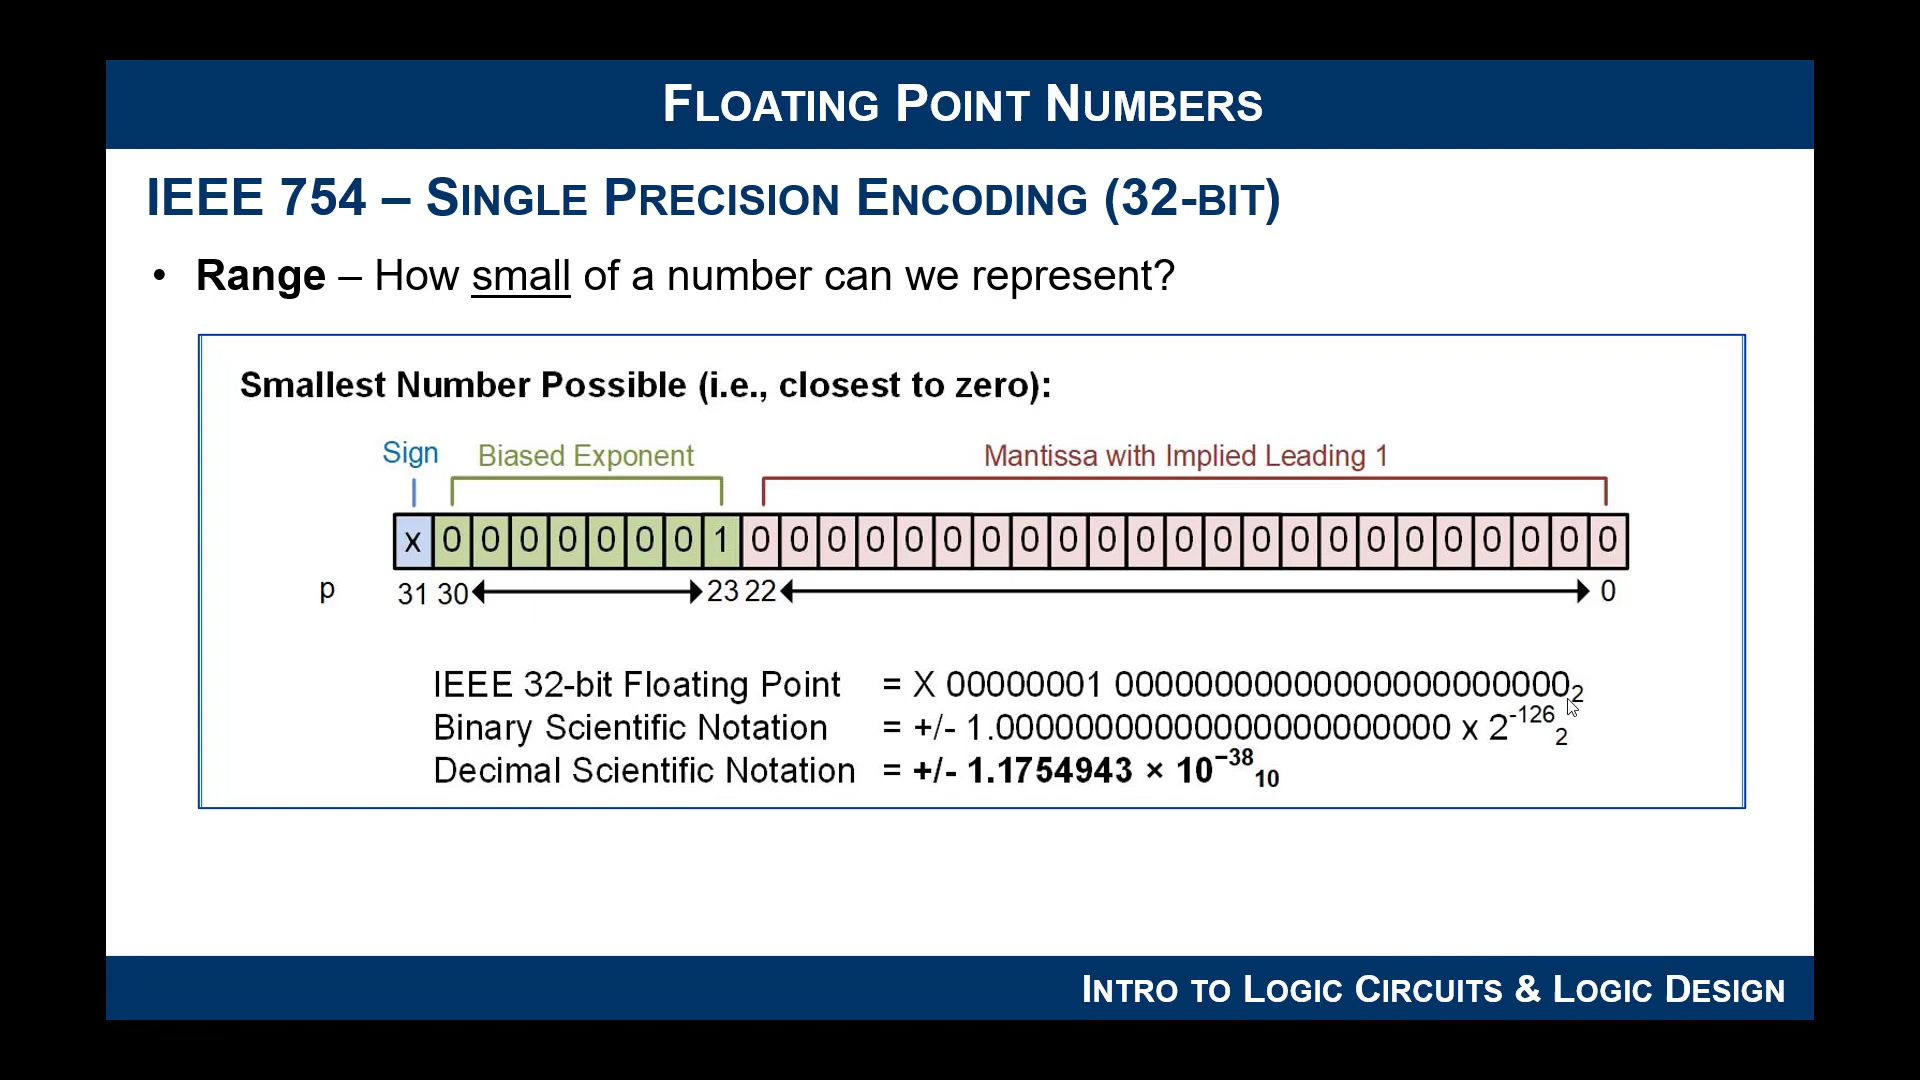 FLOATING POINT NUMBERS
IEEE 754 – SINGLE PRECISION ENCODING (32-BIT)
• Range – How small of a number can we represent?
Smallest Number Possible (i.e., closest to zero):
Sign Biased Exponent Mantissa with Implied Leading 1
x 0 0 0 0 0 0 0 1 0 0 0 0 0 0 0 0 0 0 0 0 0 0 0 0 0 0 0 0 0 0 0
p 31 30 23 22 0
IEEE 32-bit Floating Point = X 00000001 00000000000000000000000₂
Binary Scientific Notation = +/- 1.00000000000000000000000 x 2⁻¹²⁶₂
Decimal Scientific Notation = +/- 1.1754943 × 10⁻³⁸₁₀
INTRO TO LOGIC CIRCUITS & LOGIC DESIGN